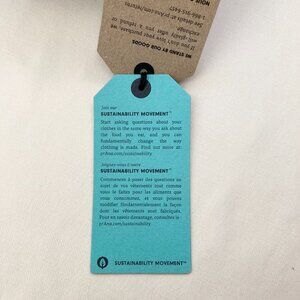 WE STAND BY OUR GOODS
Join our
SUSTAINABILITY MOVEMENT™
Start asking questions about your
clothes in the same way you ask about
the food you eat, and you can
fundamentally change the way
clothing is made. Find out more at:
prAna.com/sustainability
Joignez-vous à notre
SUSTAINABILITY MOVEMENT™
Commencez à poser des questions au
sujet de vos vêtements tout comme
vous le faites pour les aliments que
vous consommez, et vous pouvez
modifier fondamentalement la façon
dont les vêtements sont fabriqués.
Pour en savoir davantage, consultez le :
prAna.com/sustainability
SUSTAINABILITY MOVEMENT™